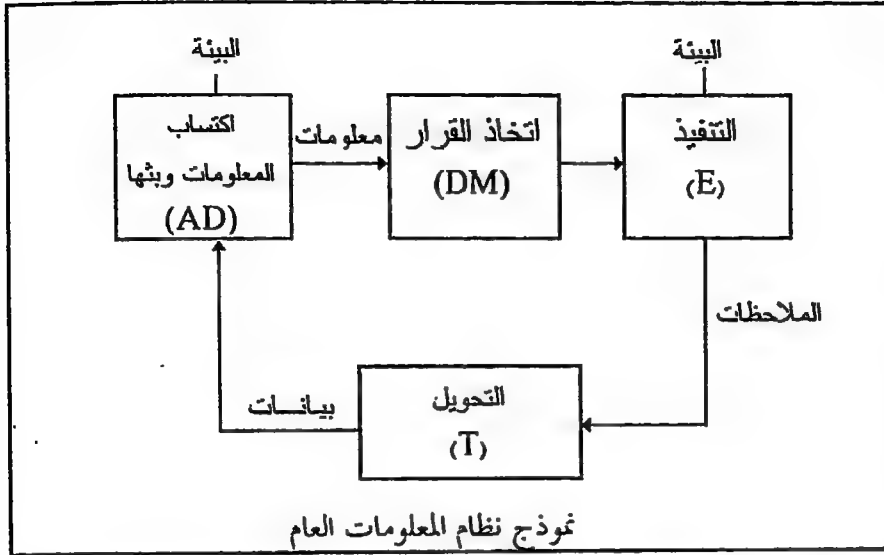 البيئة
البيئة
اكتساب
المعلومات وبثها
(AD)
معلومات
اتخاذ القرار
(DM)
التنفيذ
(E)
الملاحظات
التحويل
(T)
بيانات
نموذج نظام المعلومات العام